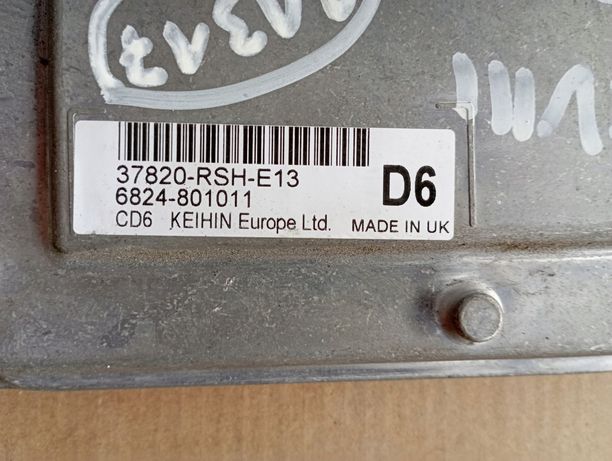 37820-RSH-E13
6824-801011
D6
CD6 KEIHIN Europe Ltd. MADE IN UK